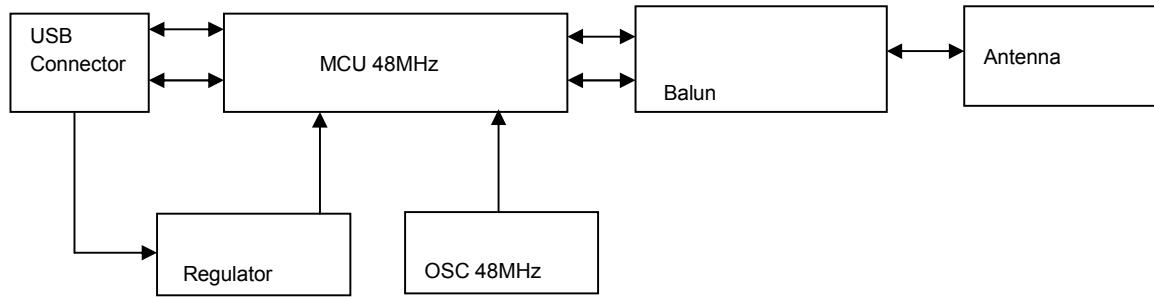 USB
Connector
MCU 48MHz
Balun
Antenna
Regulator
OSC 48MHz